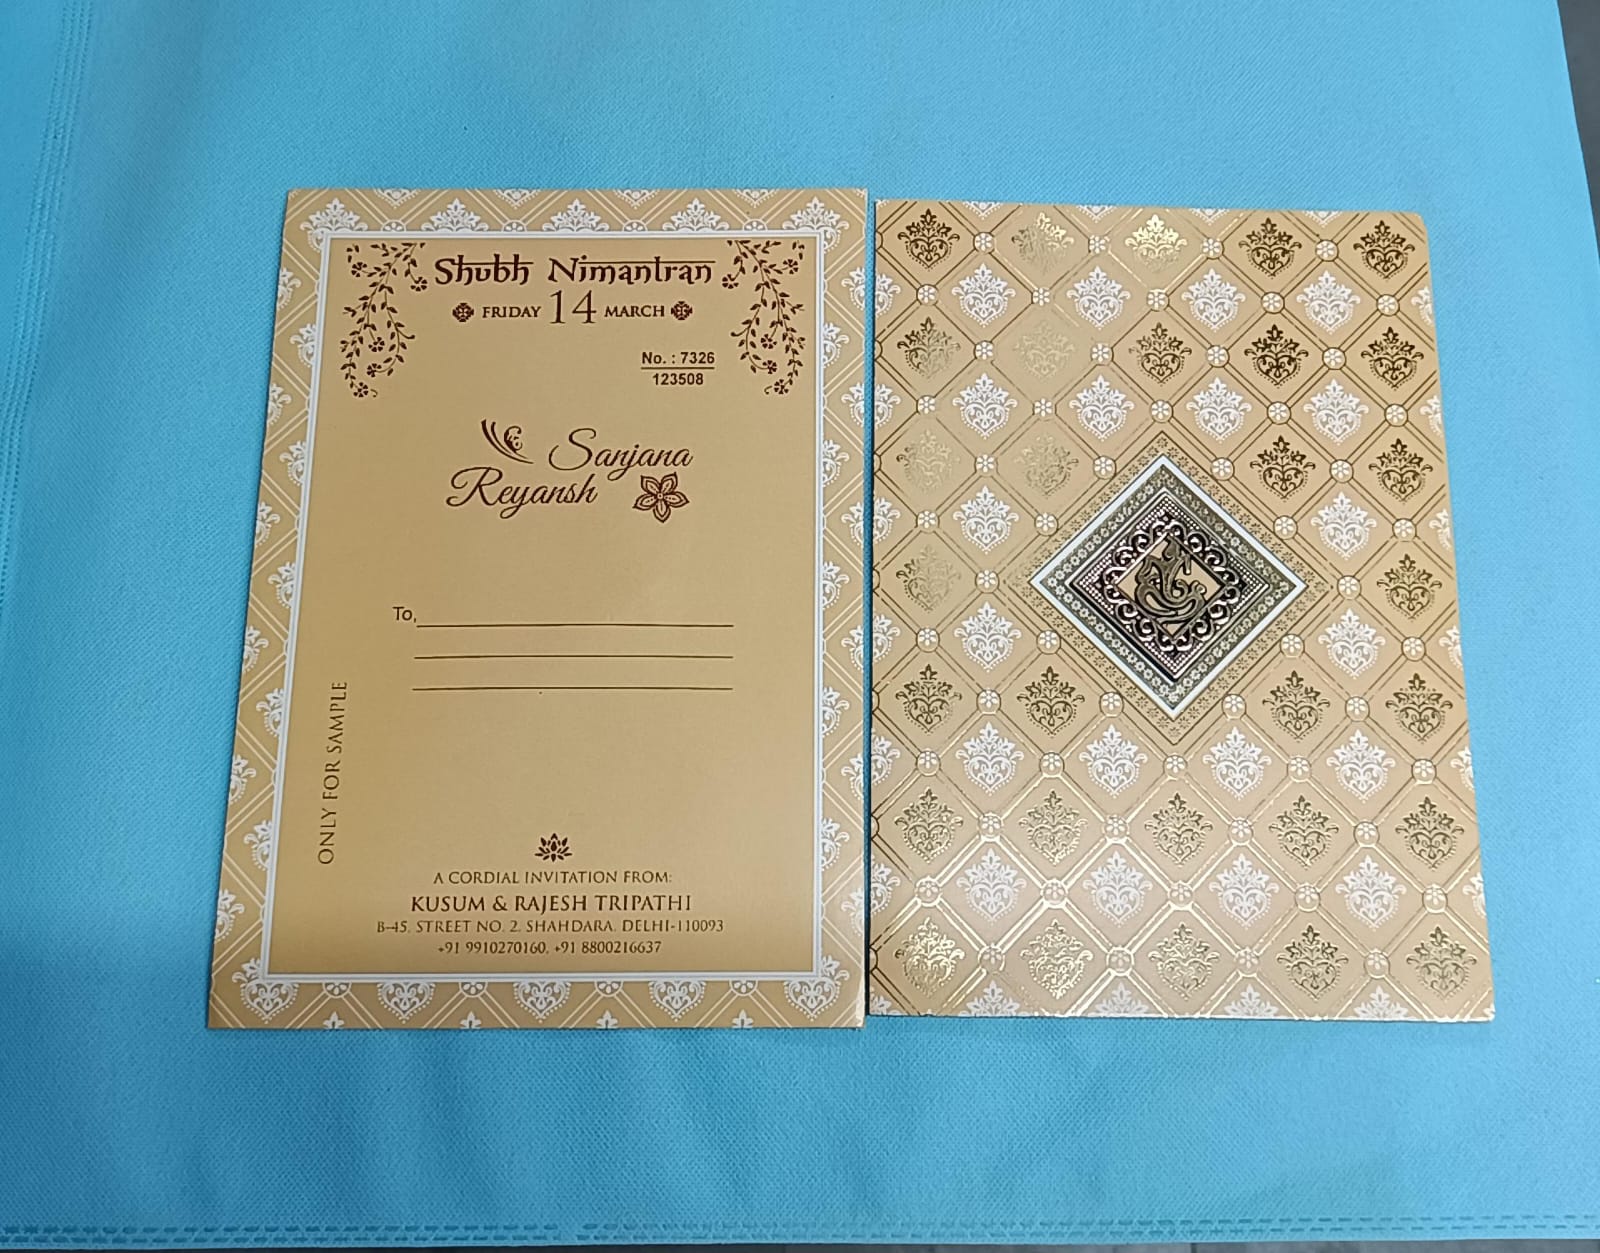 Shubh Nimantran
FRIDAY 14 MARCH
No. : 7326
123508
Sanjana
Reyansh
To,
ONLY FOR SAMPLE
A CORDIAL INVITATION FROM:
KUSUM & RAJESH TRIPATHI
B-45, STREET NO. 2, SHAHDARA, DELHI-110093
+91 9910270160, +91 8800216637